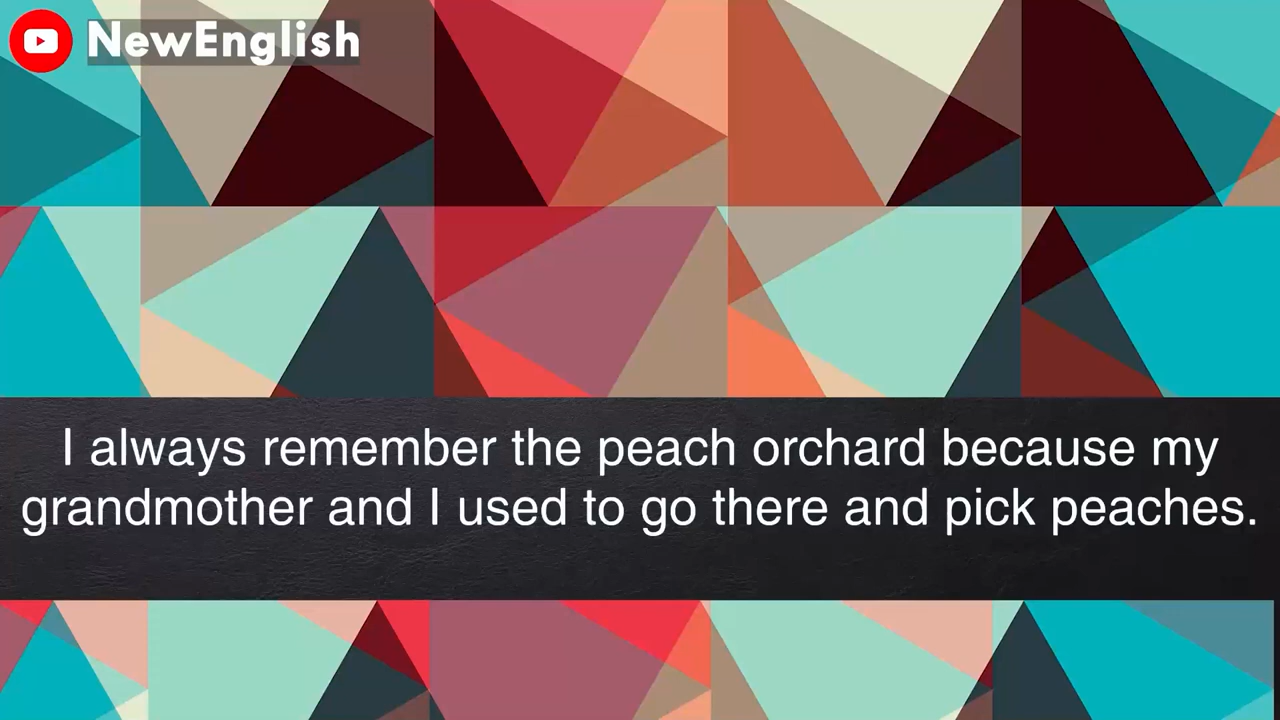 NewEnglish
I always remember the peach orchard because my
grandmother and I used to go there and pick peaches.